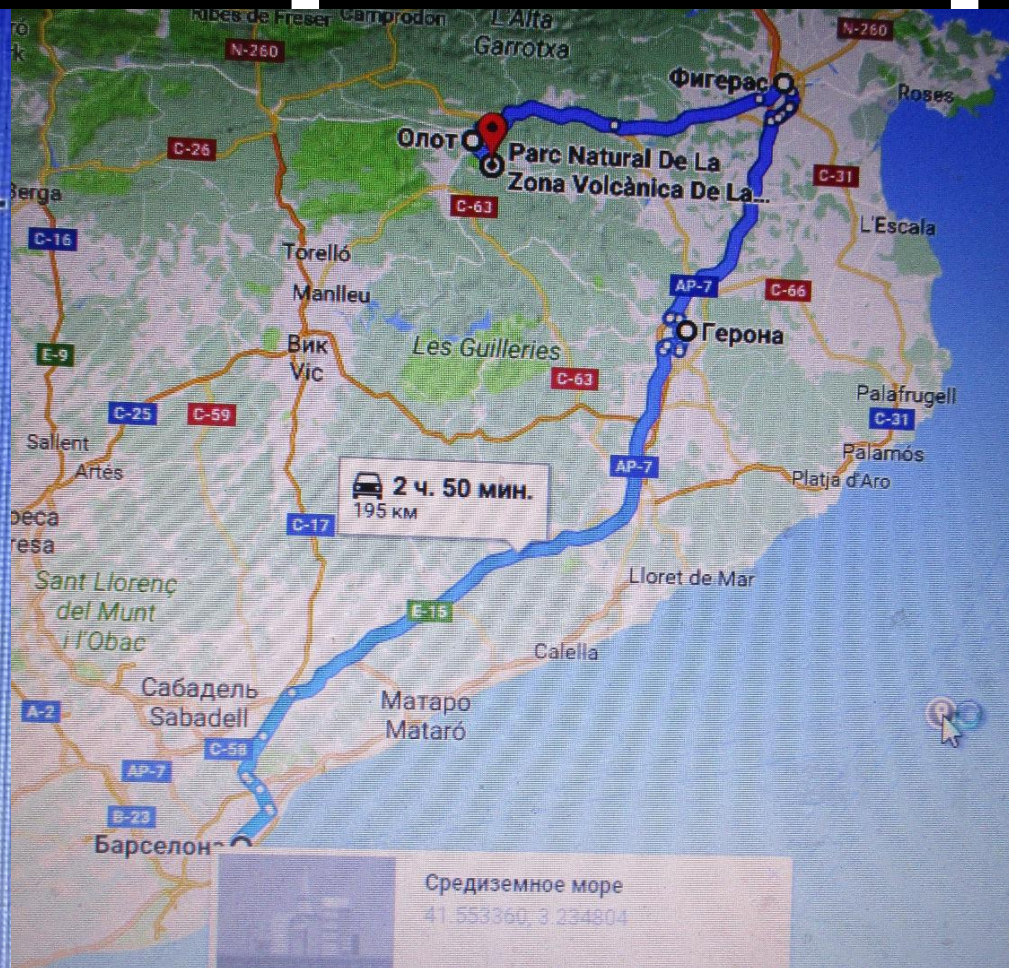 Ribes de Freser
Camprodon
L'Alta
Garrotxa
N-260
N-260
Фигерас
Roses
Олот
Parc Natural De La
Zona Volcànica De La...
C-26
C-31
Berga
C-63
L'Escala
C-16
Torelló
AP-7
C-66
Manlleu
Герона
Вик
Vic
Les Guilleries
E-9
C-63
Palafrugell
C-25
C-59
C-31
Sallent
Palamós
Artés
AP-7
Platja d'Aro
2 ч. 50 мин.
195 км
C-17
Sant Llorenç
del Munt
i l'Obac
Lloret de Mar
E-15
Calella
Сабадель
Sabadell
Матаро
Mataró
A-2
C-58
AP-7
B-23
Барселона
Средиземное море
41.553360, 3.234804